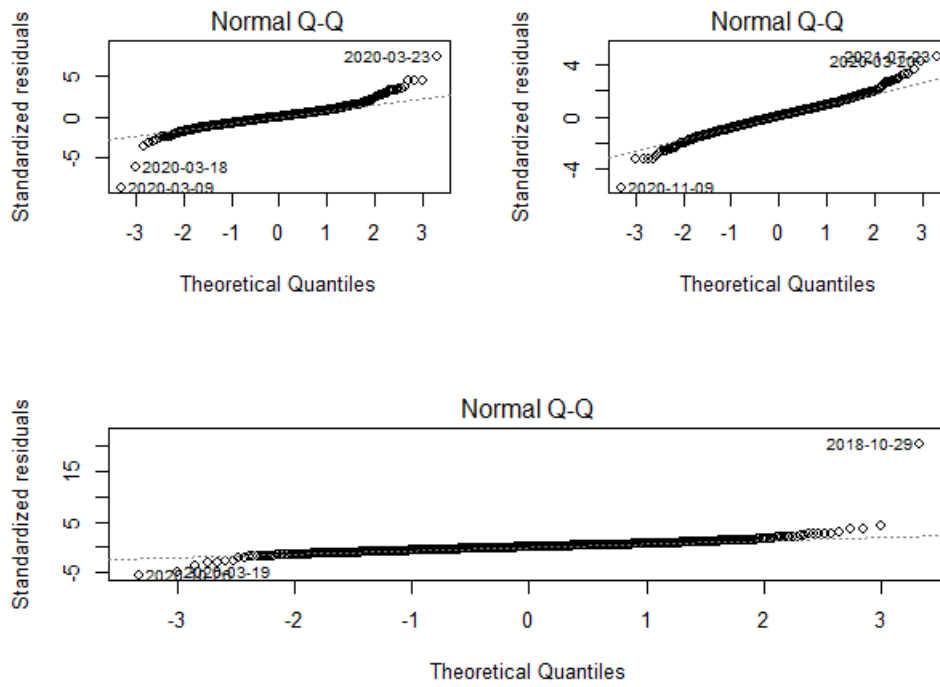 Normal Q-Q
Standardized residuals
5
0
-5
2020-03-23
2020-03-18
2020-03-09
-3 -2 -1 0 1 2 3
Theoretical Quantiles
Normal Q-Q
Standardized residuals
4
0
-4
2021-07-23
2020-11-09
-3 -2 -1 0 1 2 3
Theoretical Quantiles
Normal Q-Q
Standardized residuals
15
5
-5
2018-10-29
2020-03-19
-3 -2 -1 0 1 2 3
Theoretical Quantiles